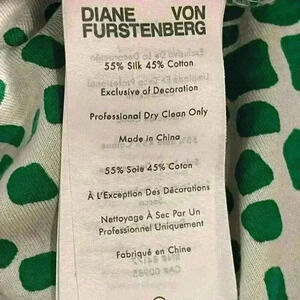 DIANE VON
FURSTENBERG
55% Silk 45% Cotton
Exclusive of Decoration
Professional Dry Clean Only
Made in China
55% Soie 45% Coton
À L'Exception Des Décorations
Nettoyage À Sec Par Un
Professionnel Uniquement
Fabriqué en Chine